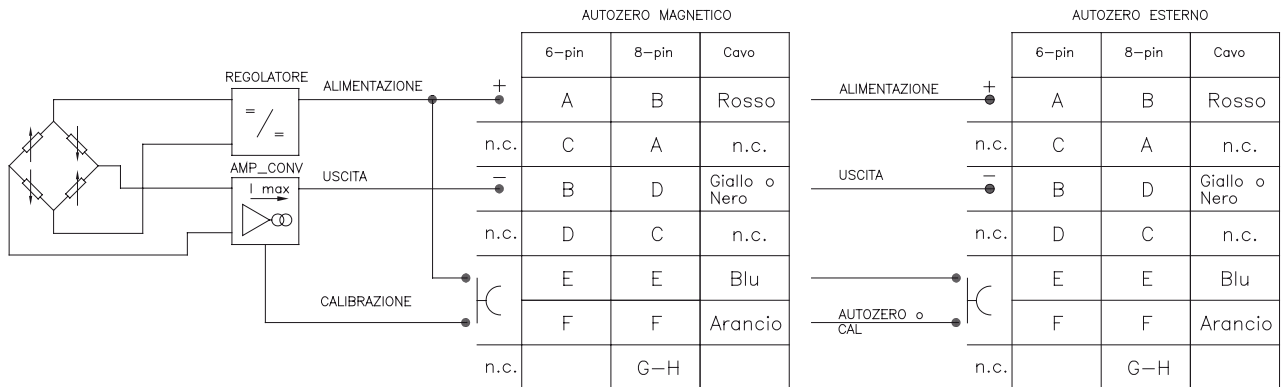 AUTOZERO MAGNETICO
6-pin 8-pin Cavo
REGOLATORE
=/=
ALIMENTAZIONE
+ A B Rosso
n.c. C A n.c.
AMP_CONV
I max
USCITA
- B D Giallo o
Nero
n.c. D C n.c.
E E Blu
CALIBRAZIONE
F F Arancio
n.c. G-H
AUTOZERO ESTERNO
6-pin 8-pin Cavo
ALIMENTAZIONE + A B Rosso
n.c. C A n.c.
USCITA - B D Giallo o
Nero
n.c. D C n.c.
E E Blu
AUTOZERO o
CAL
F F Arancio
n.c. G-H